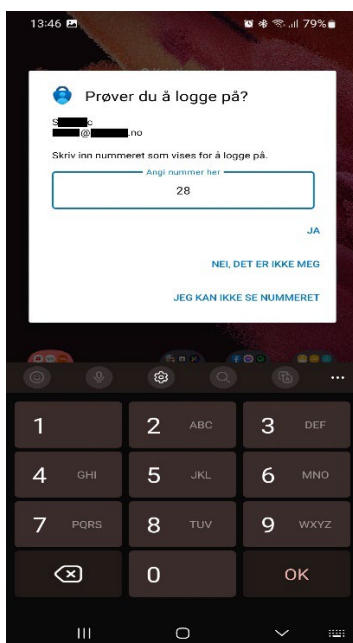 13:46 79%
Prøver du å logge på?
S c
@ .no
Skriv inn nummeret som vises for å logge på.
Angi nummer her
28
JA
NEI, DET ER IKKE MEG
JEG KAN IKKE SE NUMMERET
1 2 ABC 3 DEF
4 GHI 5 JKL 6 MNO
7 PQRS 8 TUV 9 WXYZ
0 OK